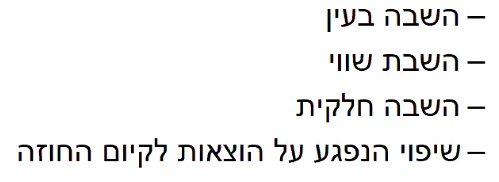 – השבה בעין
– השבת שווי
– השבה חלקית
– שיפוי הנפגע על הוצאות לקיום החוזה